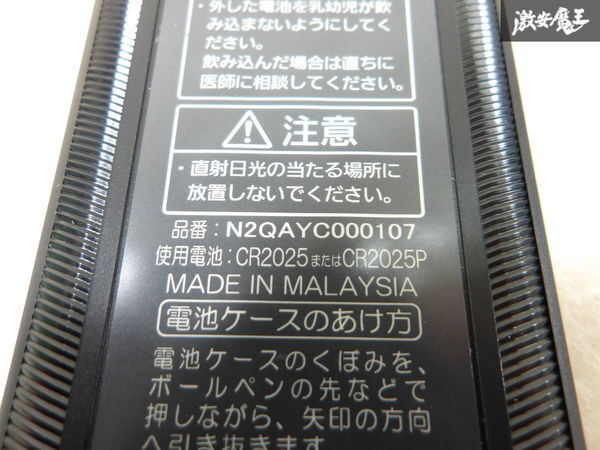 ・外した電池を乳幼児が飲
み込まないようにしてく
ださい。
飲み込んだ場合は直ちに
医師に相談してください。
注意
・直射日光の当たる場所に
放置しないでください。
品番:N2QAYC000107
使用電池:CR2025またはCR2025P
MADE IN MALAYSIA
電池ケースのあけ方
電池ケースのくぼみを、
ボールペンの先などで
押しながら、矢印の方向
へ引き抜きます。
激安魔王